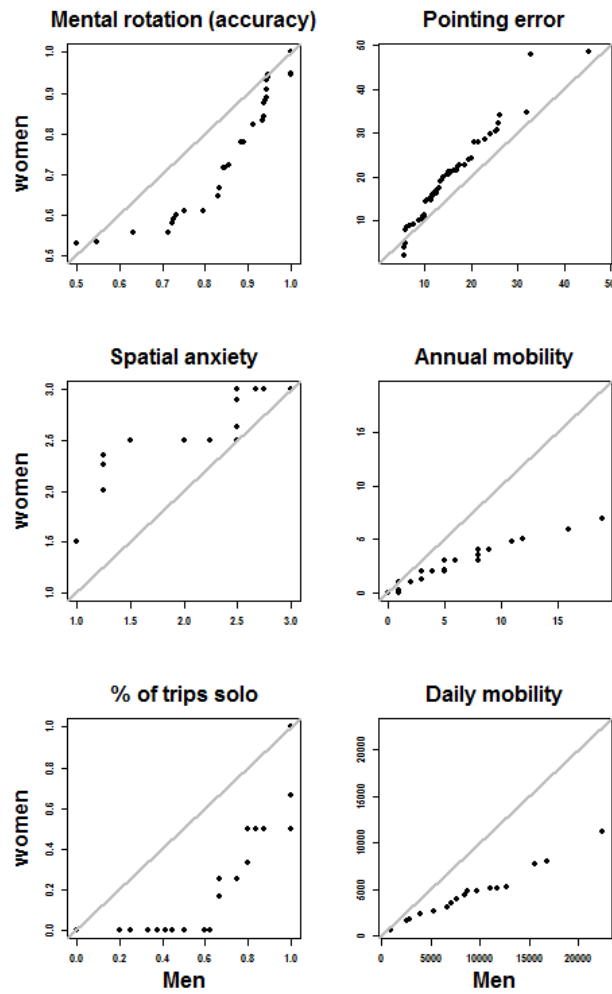 Mental rotation (accuracy)
Pointing error
women
1.0
0.9
0.8
0.7
0.6
0.5
0.5 0.6 0.7 0.8 0.9 1.0
50
40
30
20
10
10 20 30 40 50
Spatial anxiety
Annual mobility
women
3.0
2.5
2.0
1.5
1.0
1.0 1.5 2.0 2.5 3.0
15
5
0
0 5 10 15
% of trips solo
Daily mobility
women
1.0
0.8
0.6
0.4
0.2
0.0
0.0 0.2 0.4 0.6 0.8 1.0
20000
15000
10000
5000
0
0 5000 10000 15000 20000
Men
Men